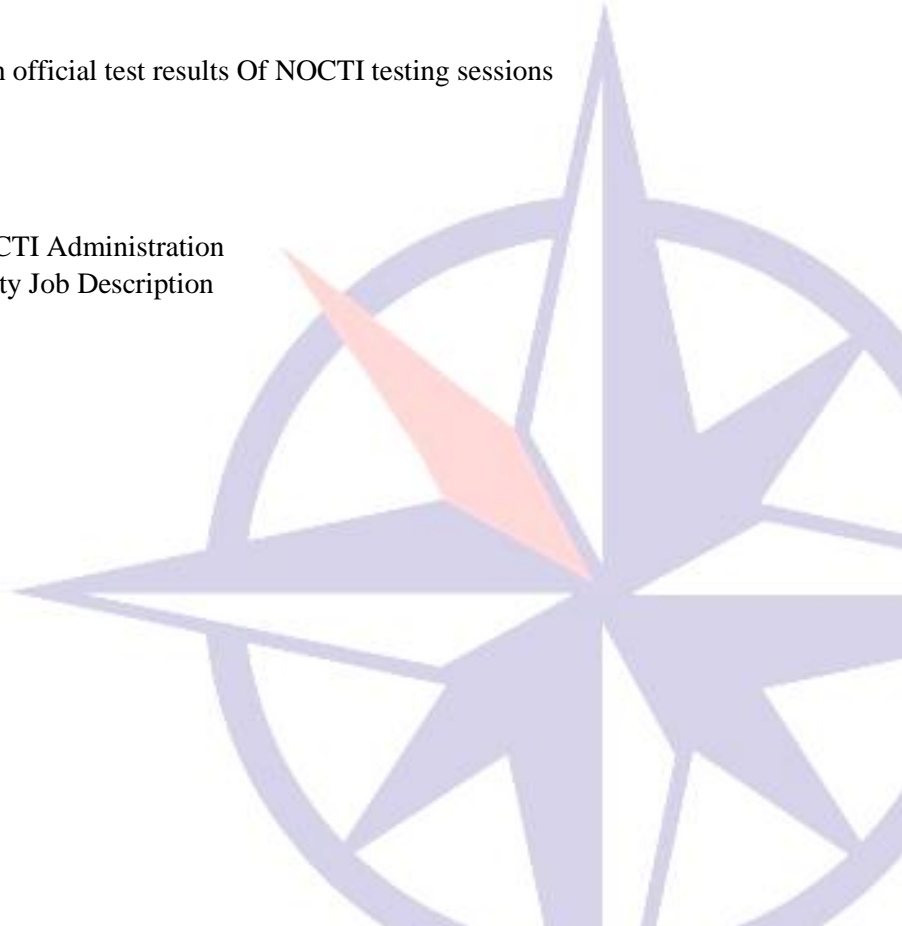 n official test results Of NOCTI testing sessions
CTI Administration
ty Job Description